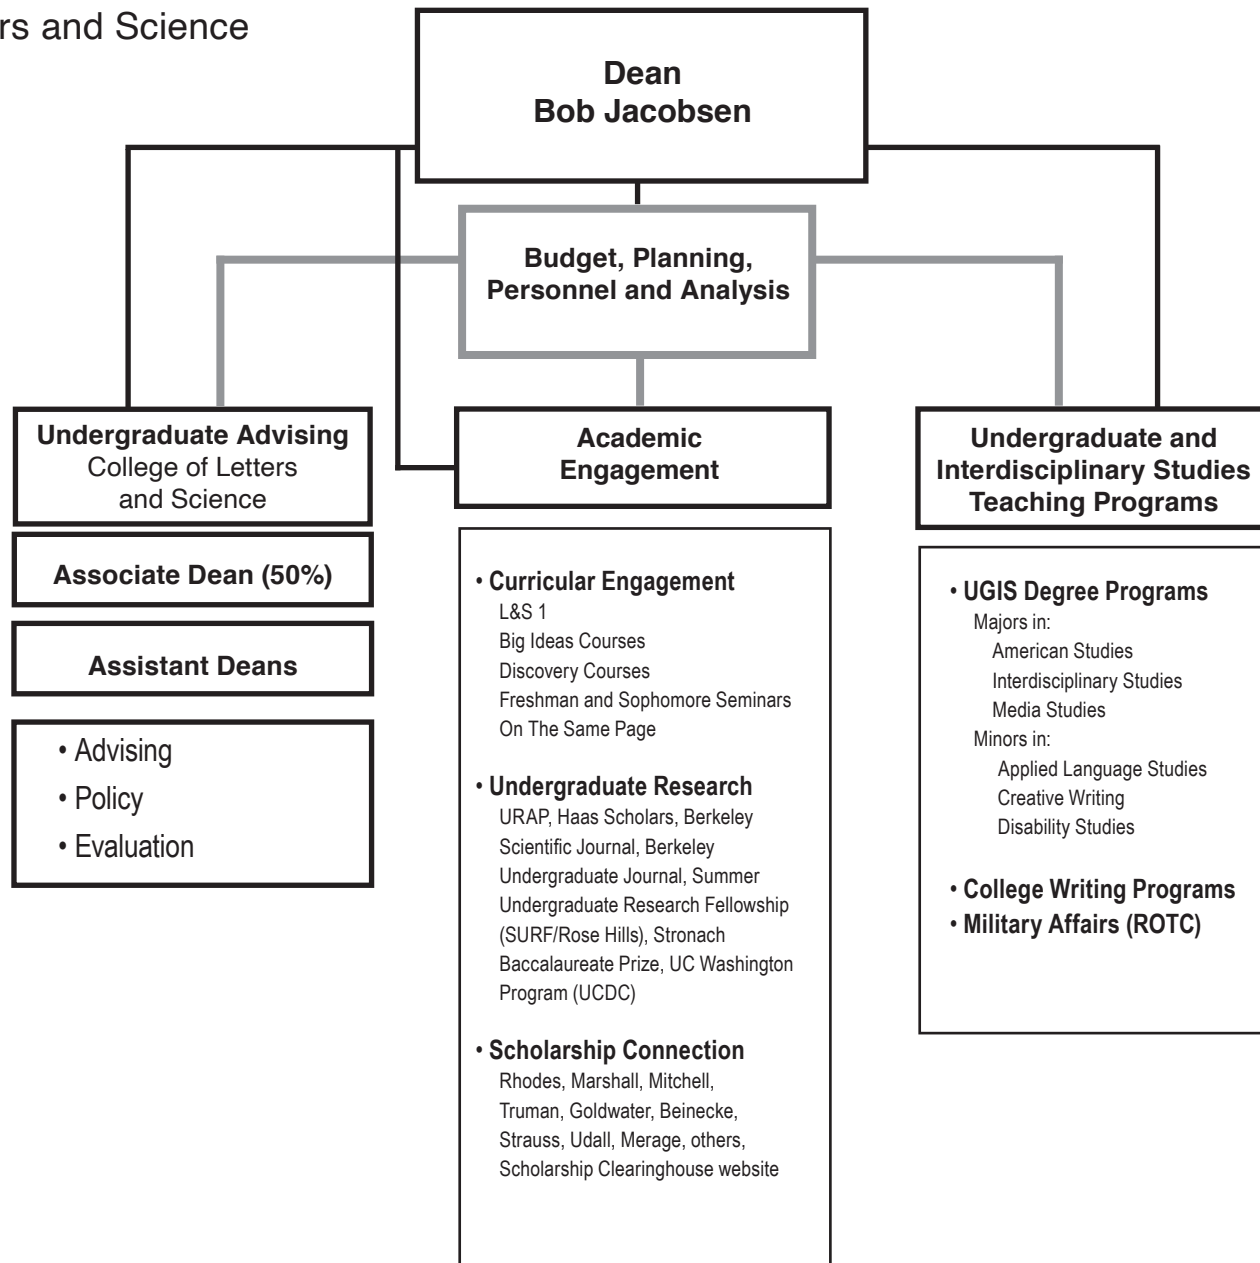 rs and Science
Dean
Bob Jacobsen
Budget, Planning,
Personnel and Analysis
Undergraduate Advising
College of Letters
and Science
Associate Dean (50%)
Assistant Deans
• Advising
• Policy
• Evaluation
Academic
Engagement
• Curricular Engagement
L&S 1
Big Ideas Courses
Discovery Courses
Freshman and Sophomore Seminars
On The Same Page
• Undergraduate Research
URAP, Haas Scholars, Berkeley
Scientific Journal, Berkeley
Undergraduate Journal, Summer
Undergraduate Research Fellowship
(SURF/Rose Hills), Stronach
Baccalaureate Prize, UC Washington
Program (UCDC)
• Scholarship Connection
Rhodes, Marshall, Mitchell,
Truman, Goldwater, Beinecke,
Strauss, Udall, Merage, others,
Scholarship Clearinghouse website
Undergraduate and
Interdisciplinary Studies
Teaching Programs
• UGIS Degree Programs
Majors in:
American Studies
Interdisciplinary Studies
Media Studies
Minors in:
Applied Language Studies
Creative Writing
Disability Studies
• College Writing Programs
• Military Affairs (ROTC)